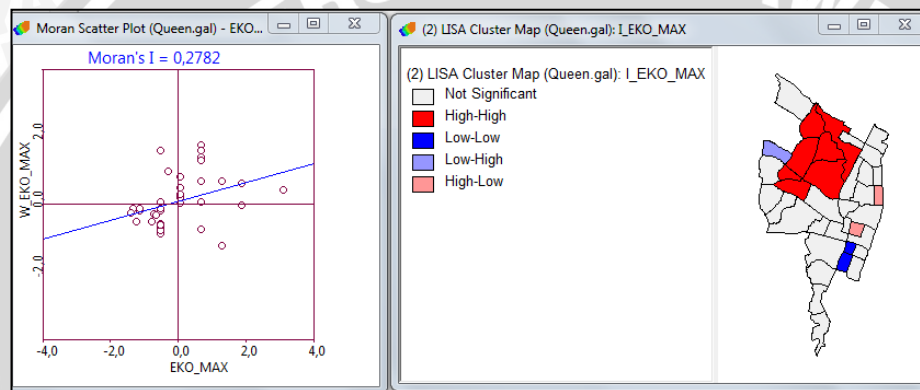 Moran Scatter Plot (Queen.gal) - EKO...
Moran's I = 0,2782
W_EKO_MAX
2,0
0,0
-2,0
-4,0 -2,0 0,0 2,0 4,0
EKO_MAX
(2) LISA Cluster Map (Queen.gal): I_EKO_MAX
(2) LISA Cluster Map (Queen.gal): I_EKO_MAX
Not Significant
High-High
Low-Low
Low-High
High-Low